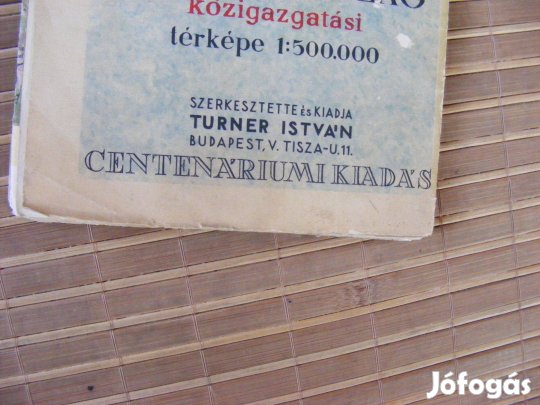 közigazgatási
térképe 1:500.000
SZERKESZTETTE és KIADJA
TURNER ISTVÁN
BUDAPEST, V. TISZA-U. 11.
CENTENÁRIUMI KIADÁS
Jófogás